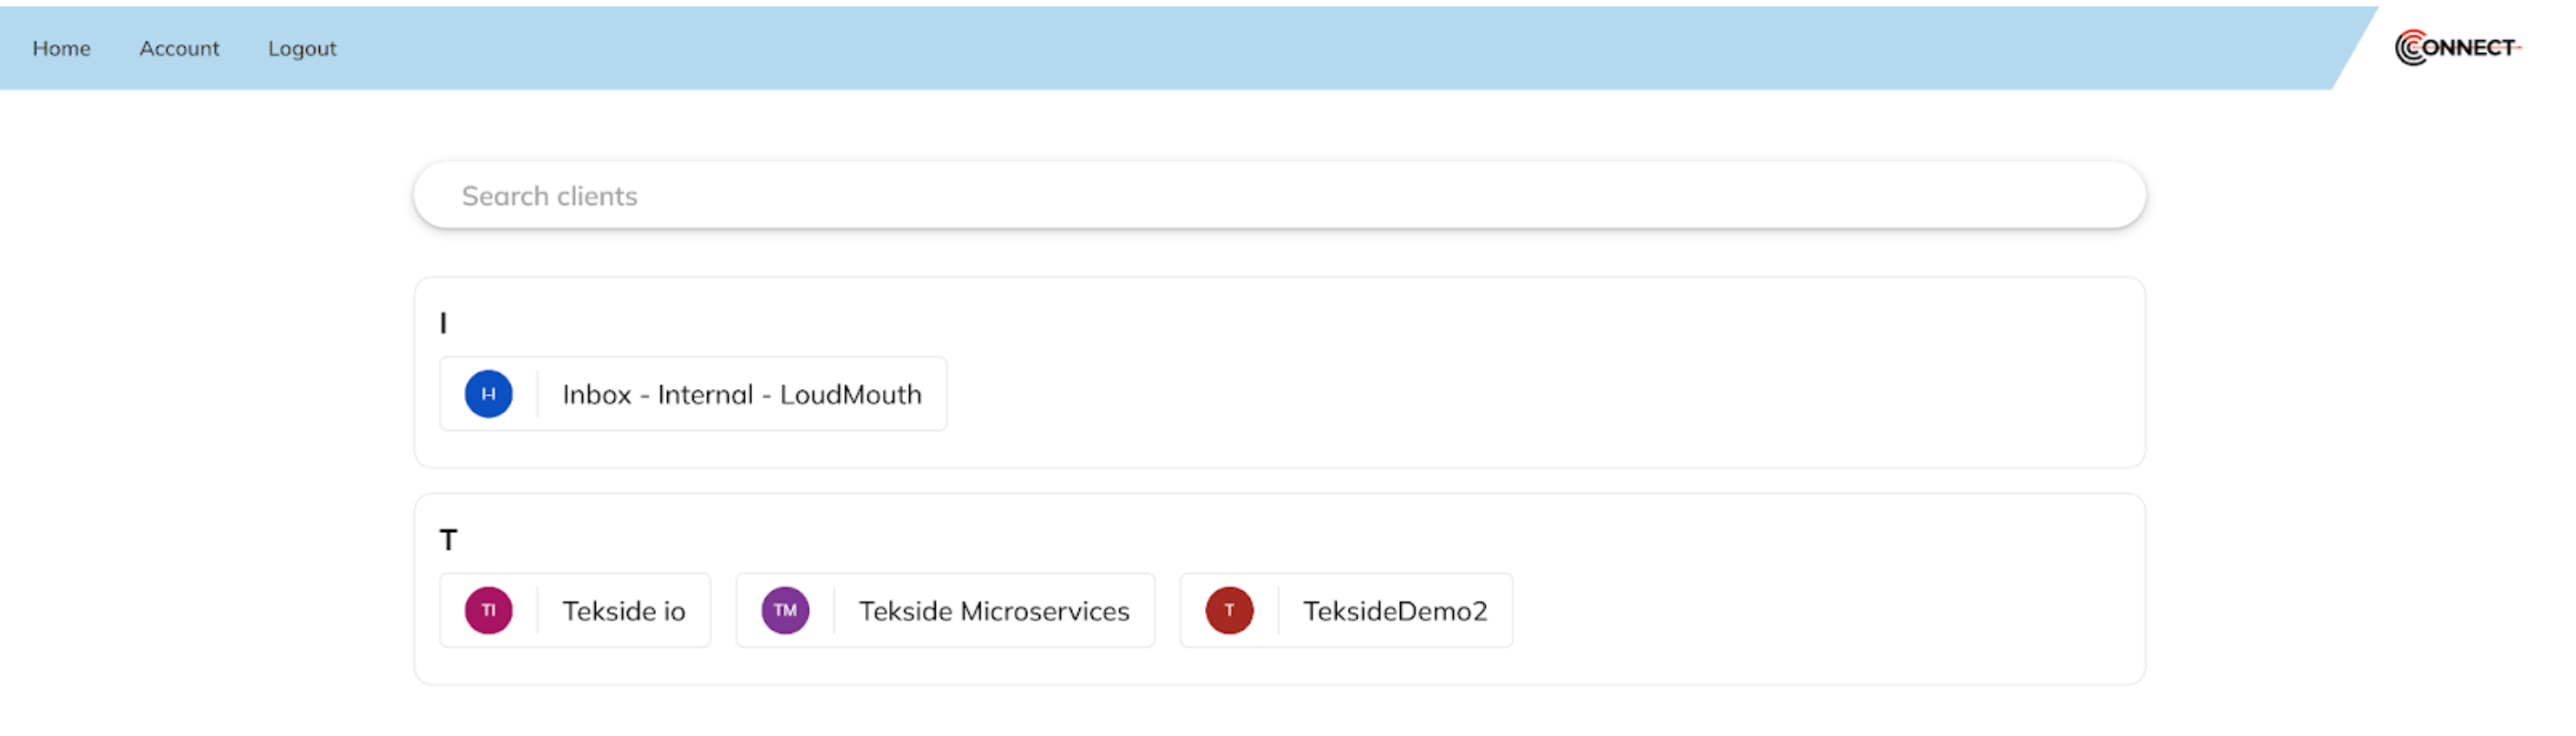 Home Account Logout
CONNECT
Search clients
I
I-I Inbox - Internal - LoudMouth
T
TI Tekside io TM Tekside Microservices T TeksideDemo2